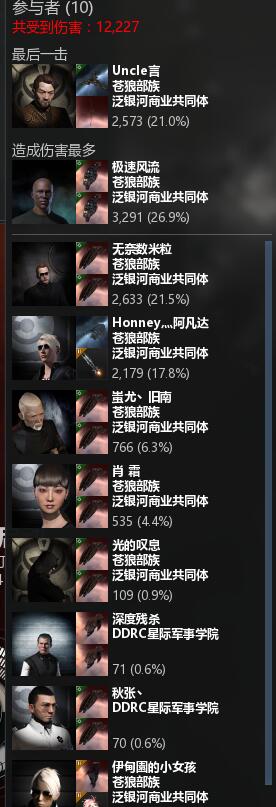 参与者 (10)
共受到伤害：12,227
最后一击
Uncle言
苍狼部族
泛银河商业共同体
2,573 (21.0%)
造成伤害最多
极速风流
苍狼部族
泛银河商业共同体
3,291 (26.9%)
无奈数米粒
苍狼部族
泛银河商业共同体
2,633 (21.5%)
Honney灬阿凡达
苍狼部族
泛银河商业共同体
2,179 (17.8%)
蚩尤丶旧南
苍狼部族
泛银河商业共同体
766 (6.3%)
肖 霜
苍狼部族
泛银河商业共同体
535 (4.4%)
光的叹息
苍狼部族
泛银河商业共同体
109 (0.9%)
深度残杀
DDRC星际军事学院
71 (0.6%)
秋张丶
DDRC星际军事学院
70 (0.6%)
伊甸園的小女孩
苍狼部族
泛银河商业共同体